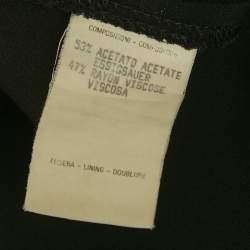 COMPOSIZIONE - COMPOSITION
53% ACETATO ACETATE
ESSIGSAUER
47% RAYON VISCOSE
VISCOSA
FODERA - LINING - DOUBLURE